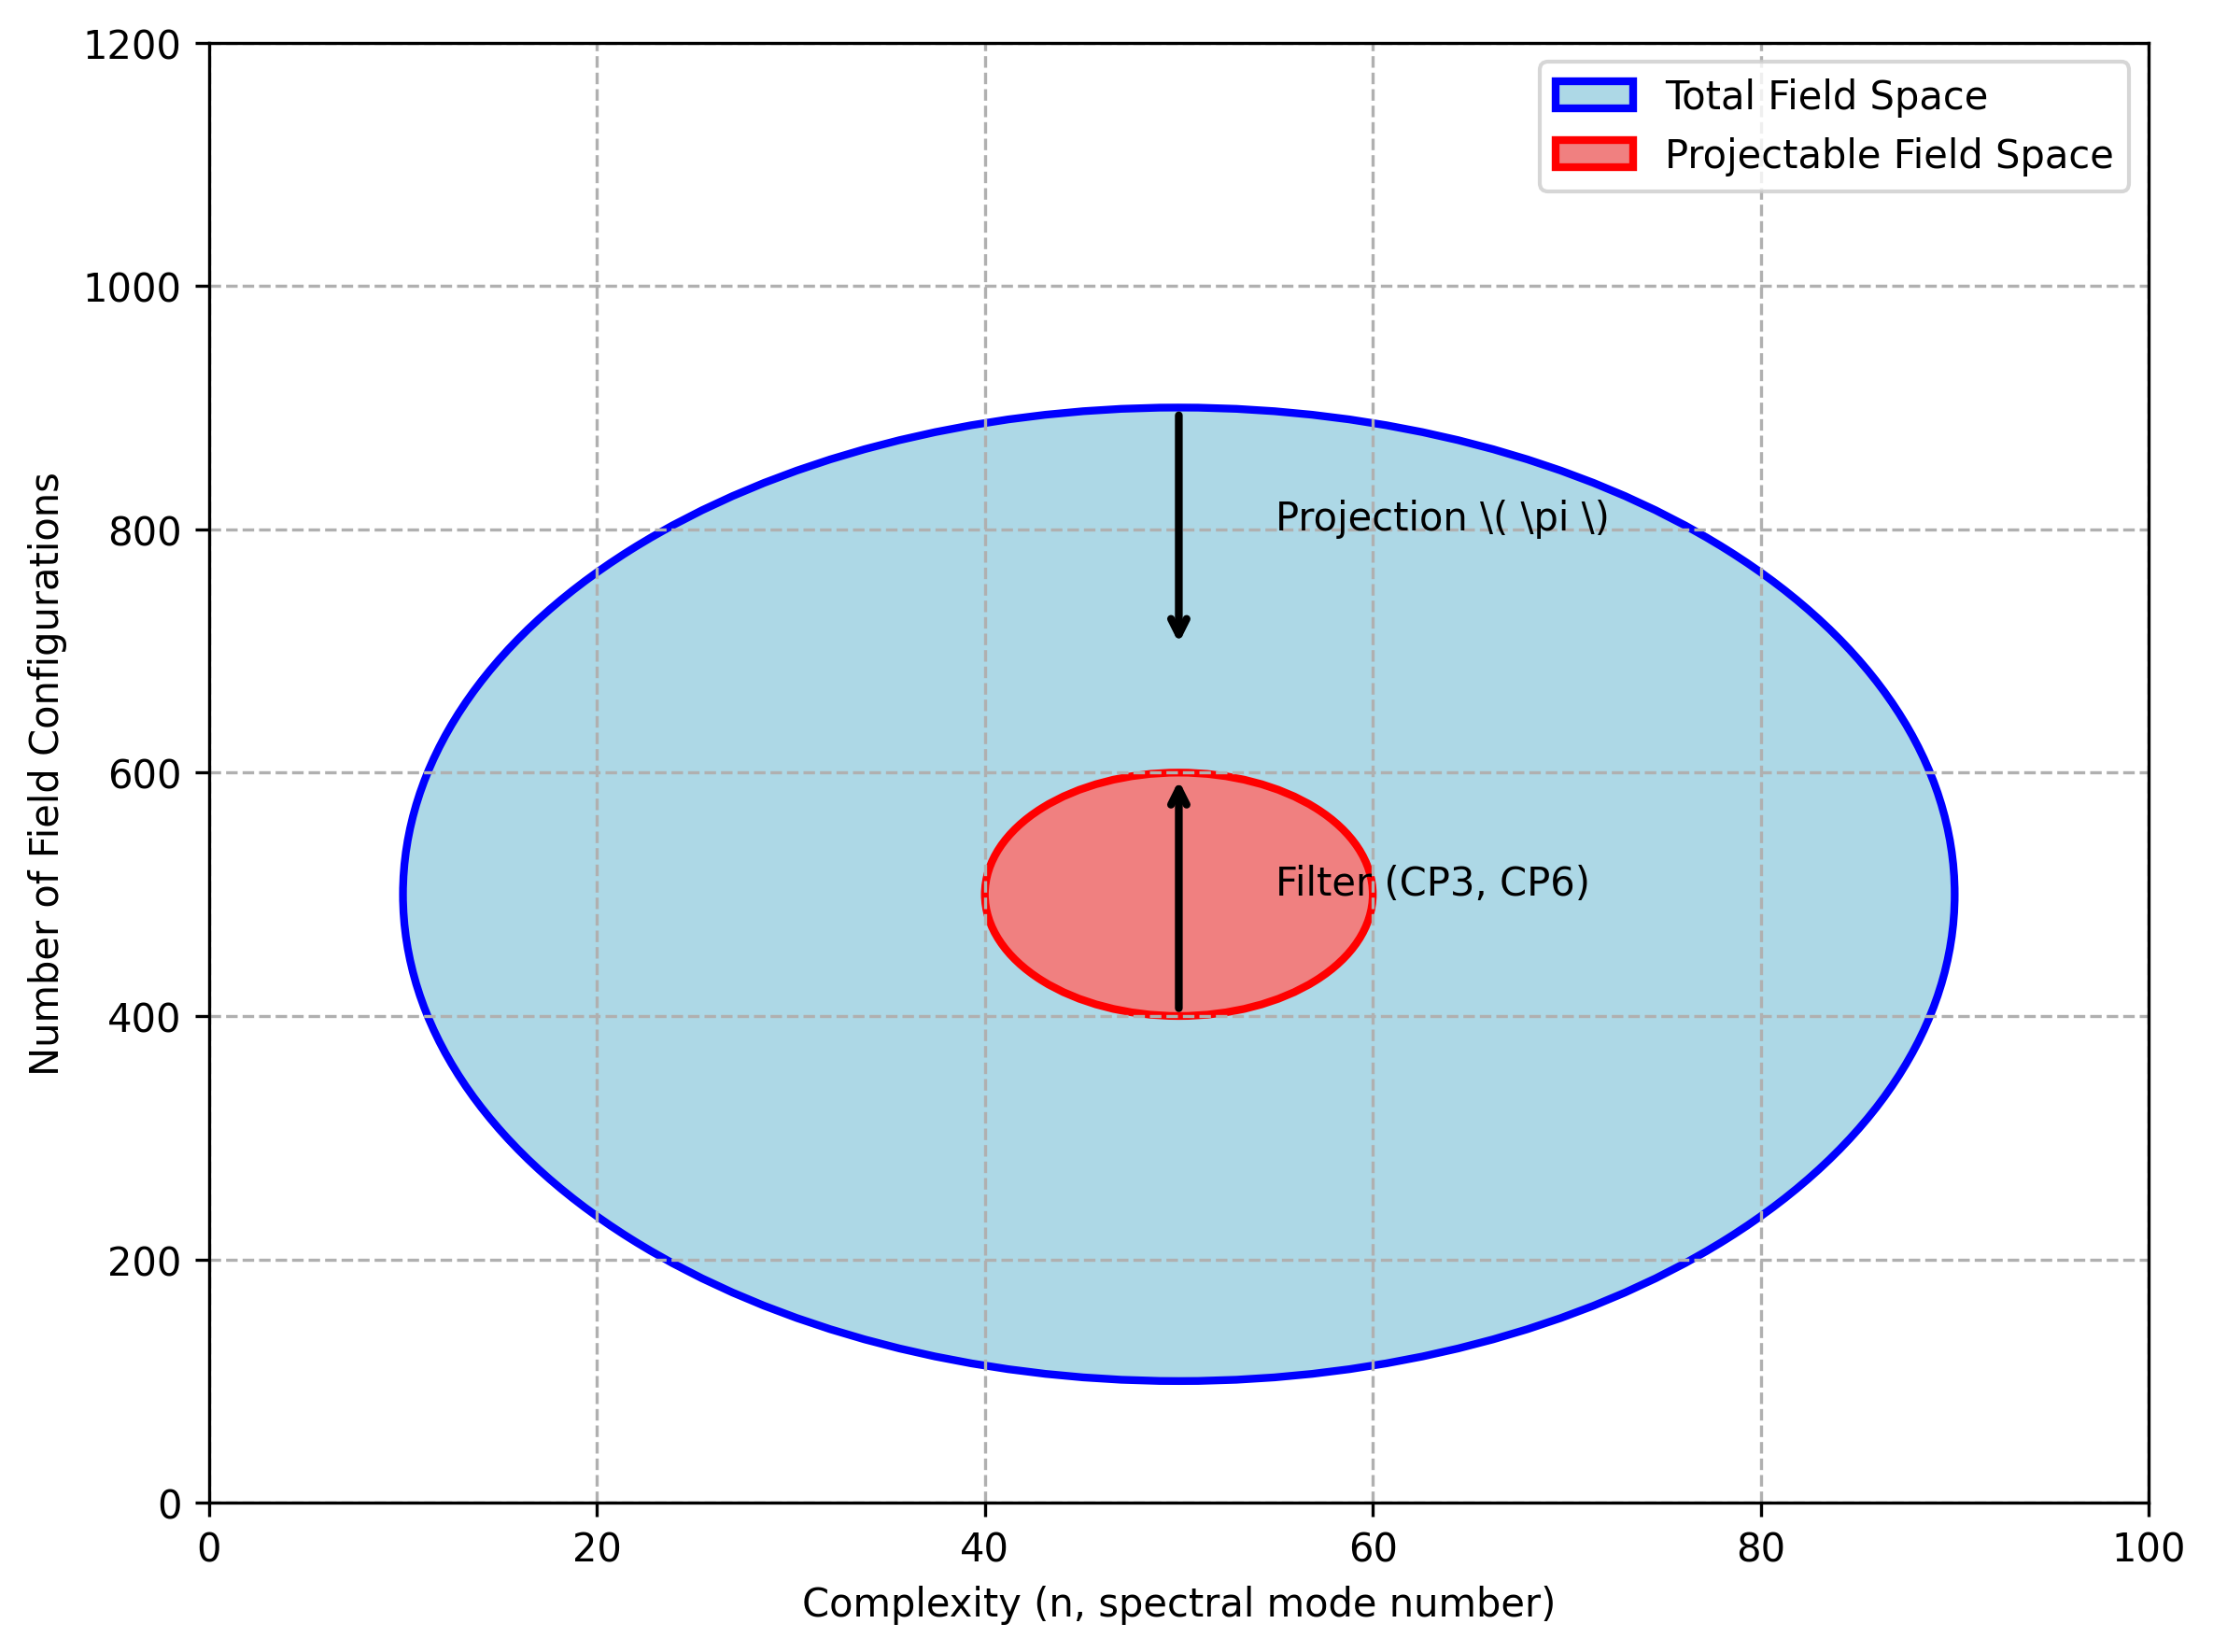 1200
1000
800
600
400
200
0
Number of Field Configurations
Total Field Space
Projectable Field Space
Projection \( \pi \)
Filter (CP3, CP6)
0 20 40 60 80 100
Complexity (n, spectral mode number)